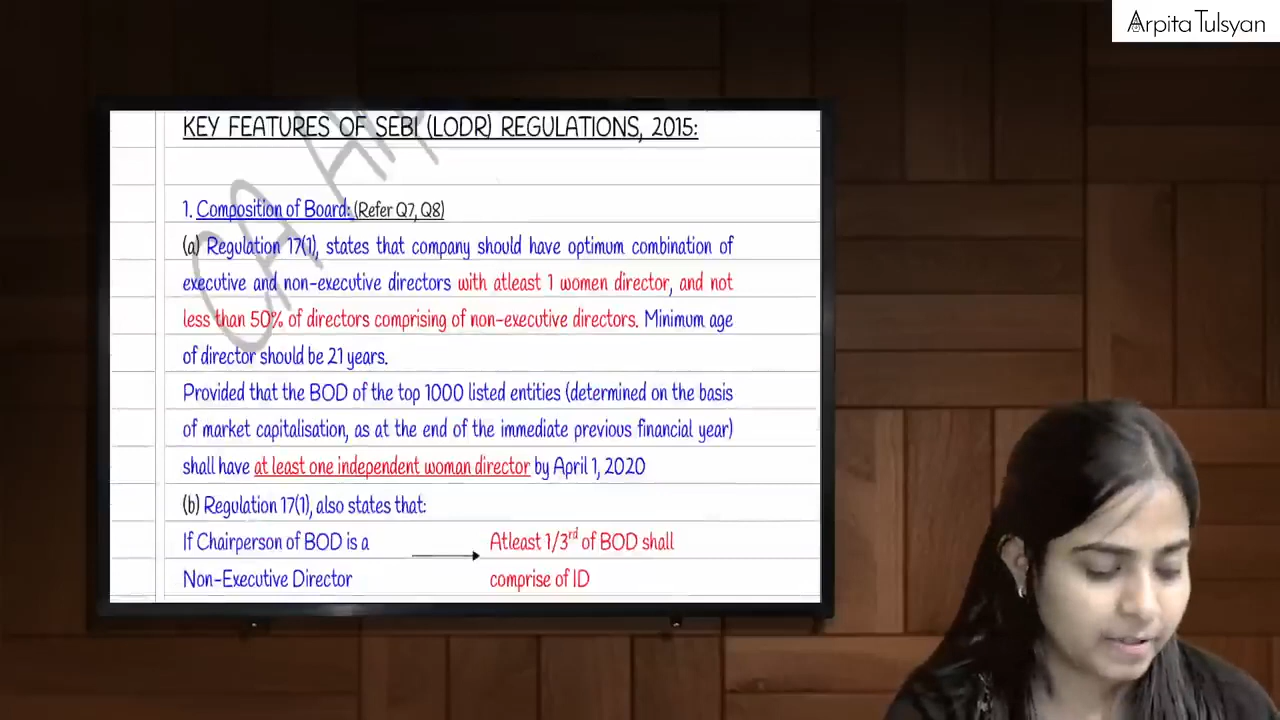 Arpita Tulsyan
KEY FEATURES OF SEBI (LODR) REGULATIONS, 2015:
1. Composition of Board: (Refer Q7, Q8)
(a) Regulation 17(1), states that company should have optimum combination of
executive and non-executive directors with atleast 1 women director, and not
less than 50% of directors comprising of non-executive directors. Minimum age
of director should be 21 years.
Provided that the BOD of the top 1000 listed entities (determined on the basis
of market capitalisation, as at the end of the immediate previous financial year)
shall have at least one independent woman director by April 1, 2020
(b) Regulation 17(1), also states that:
If Chairperson of BOD is a
Non-Executive Director
Atleast 1/3rd of BOD shall
comprise of ID
CA